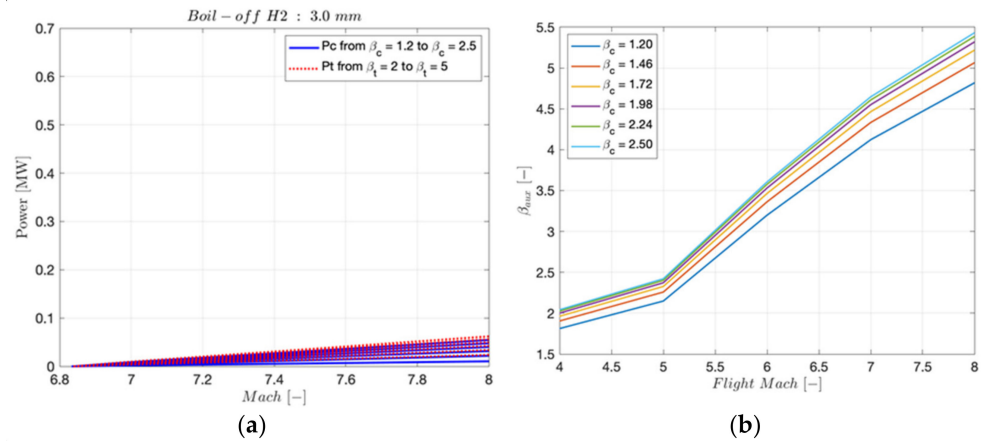 Boil − off H2 : 3.0 mm
Power [MW]
0.7
0.6
0.5
0.4
0.3
0.2
0.1
0
Pc from βc = 1.2 to βc = 2.5
Pt from βt = 2 to βt = 5
6.8 7 7.2 7.4 7.6 7.8 8
Mach [−]
(a)
βaux [−]
5.5
5
4.5
4
3.5
3
2.5
2
1.5
βc = 1.20
βc = 1.46
βc = 1.72
βc = 1.98
βc = 2.24
βc = 2.50
4 4.5 5 5.5 6 6.5 7 7.5 8
Flight Mach [−]
(b)